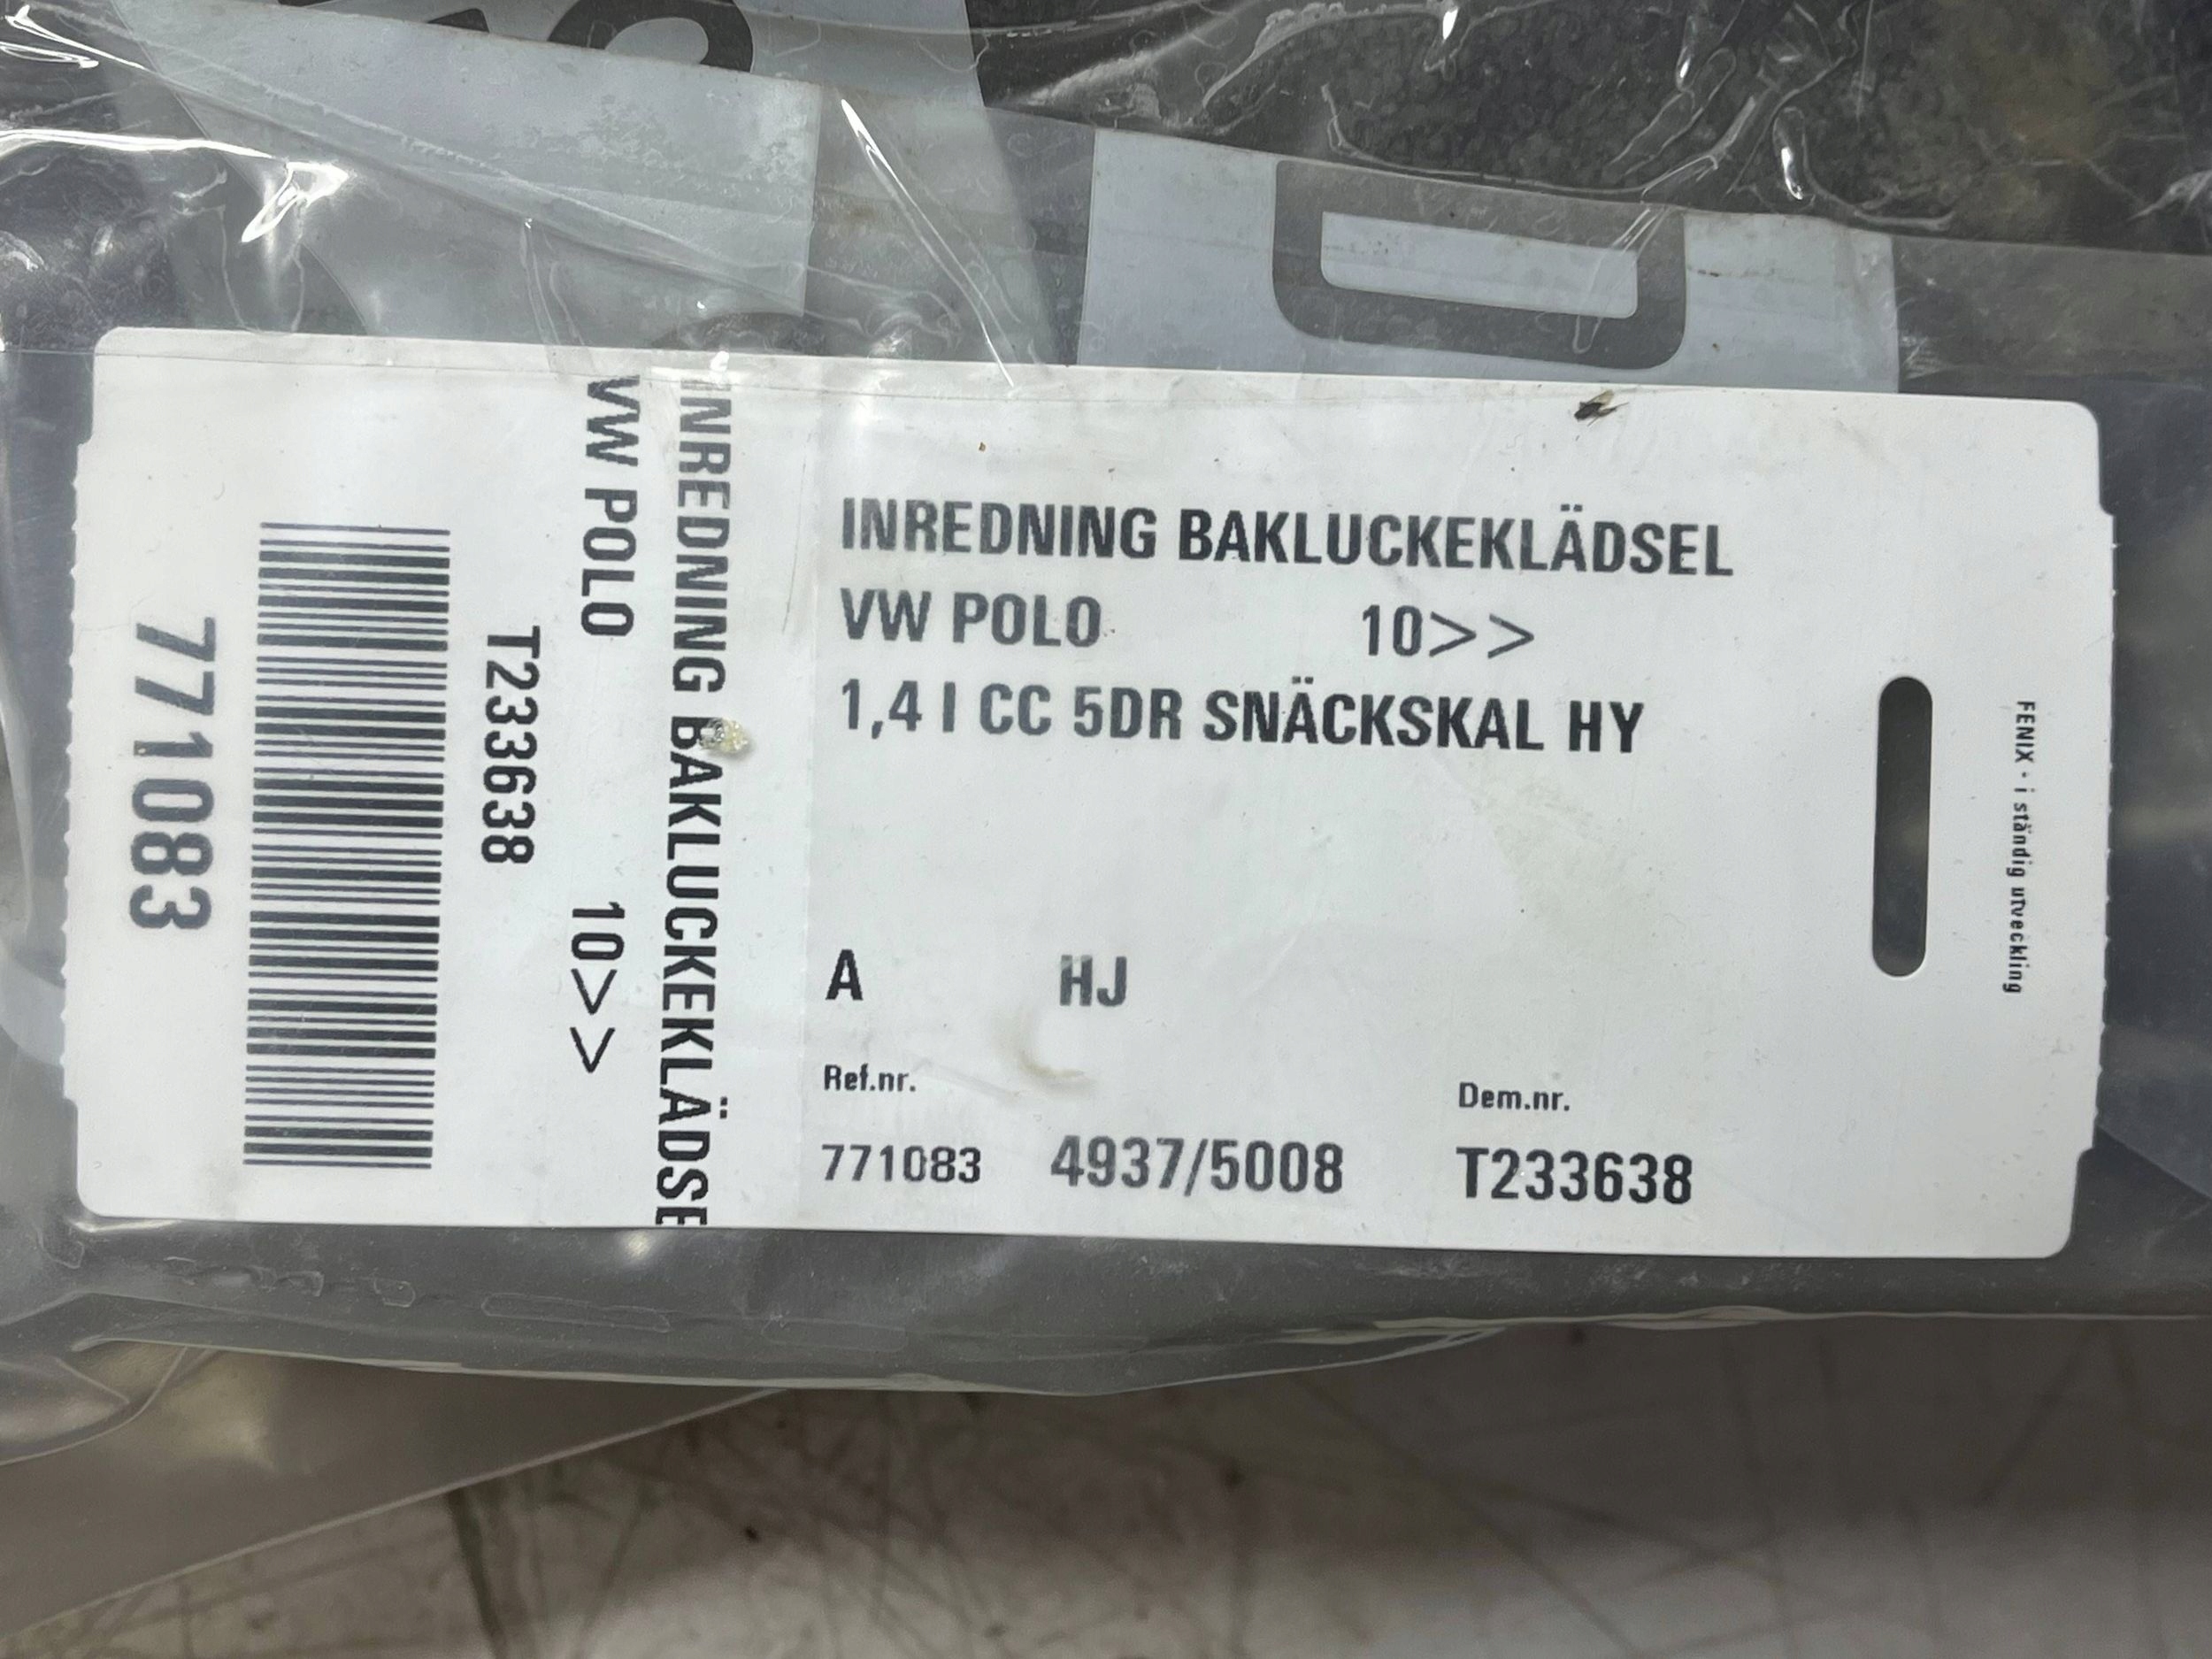 INREDNING BAKLUCKEKLÄDSEL
VW POLO 10>>
1,4 I CC 5DR SNÄCKSKAL HY
A HJ
Ref.nr. Dem.nr.
771083 4937/5008 T233638
FENIX - i ständig utveckling
INREDNING BAKLUCKEKLÄDSE
VW POLO 10>>
T233638
771083